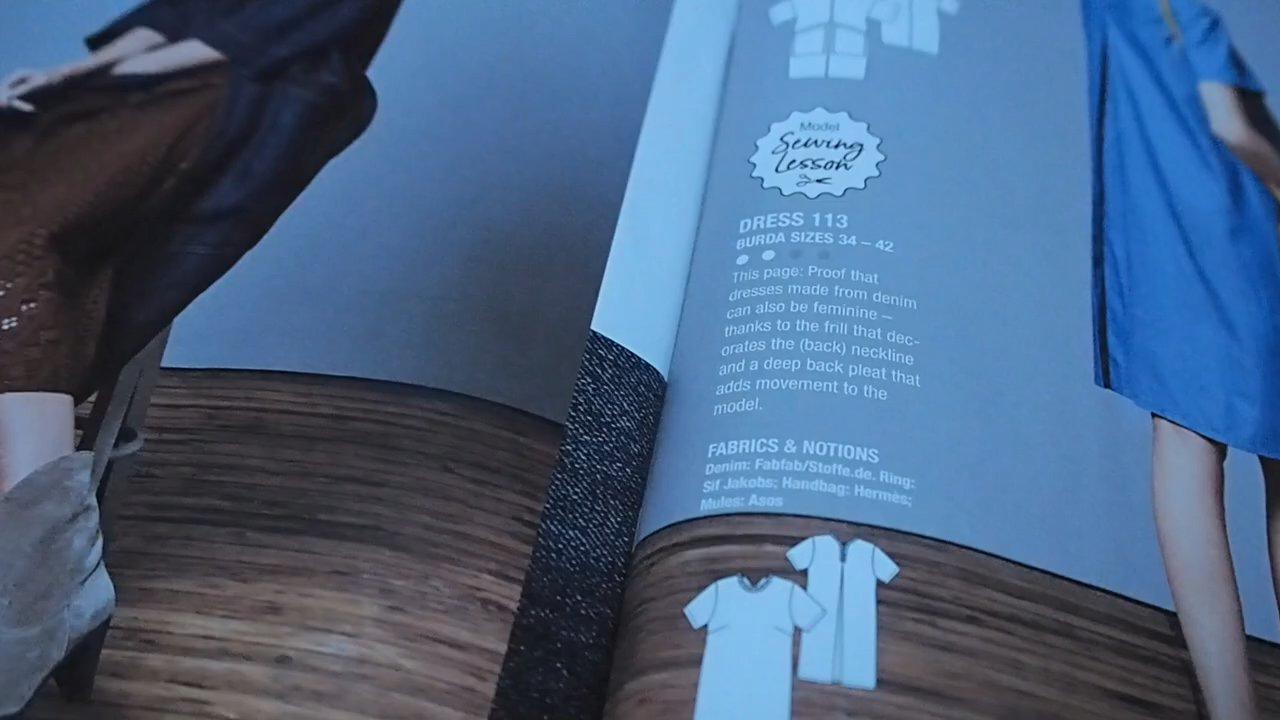 Model
Sewing
Lesson
DRESS 113
BURDA SIZES 34 – 42
This page: Proof that
dresses made from denim
can also be feminine –
thanks to the frill that dec-
orates the (back) neckline
and a deep back pleat that
adds movement to the
model.
FABRICS & NOTIONS
Denim: Fabfab/Stoffe.de. Ring:
Sif Jakobs; Handbag: Hermès;
Mules: Asos